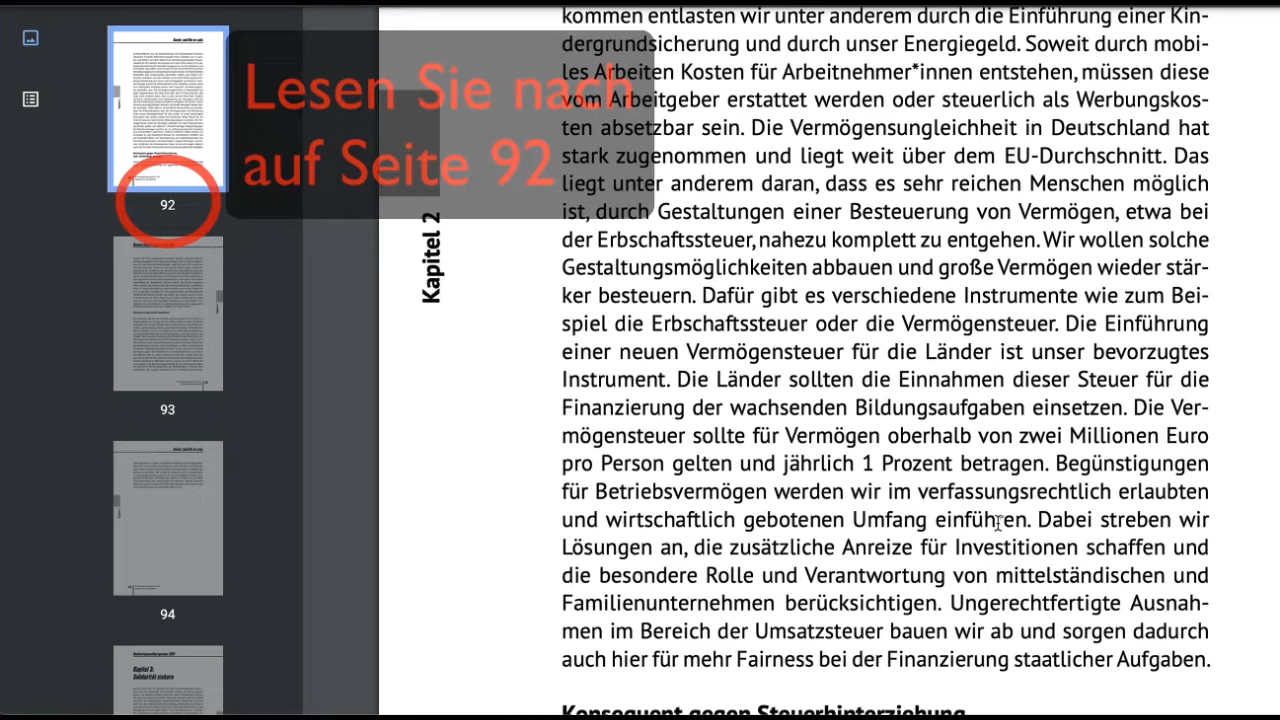 Lesen Sie mehr
auf Seite 92
92
93
94
Kapitel 3:
Solidarität sichern
Kapitel 2
kommen entlasten wir unter anderem durch die Einführung einer Kin-
dergrundsicherung und durch unser Energiegeld. Soweit durch mobi-
ten Kosten für Arbeit *innen entstehen, müssen diese
eitgeber erstattet werden oder steuerlich als Werbungskos-
tzbar sein. Die Vermögensungleichheit in Deutschland hat
zugenommen und liegt weit über dem EU-Durchschnitt. Das
liegt unter anderem daran, dass es sehr reichen Menschen möglich
ist, durch Gestaltungen einer Besteuerung von Vermögen, etwa bei
der Erbschaftssteuer, nahezu komplett zu entgehen. Wir wollen solche
Gestaltungsmöglichkeiten abbauen und große Vermögen wieder stär-
ker besteuern. Dafür gibt es verschiedene Instrumente wie zum Bei-
spiel die Erbschaftssteuer oder die Vermögensteuer. Die Einführung
einer neuen Vermögensteuer für die Länder ist unser bevorzugtes
Instrument. Die Länder sollten die Einnahmen dieser Steuer für die
Finanzierung der wachsenden Bildungsaufgaben einsetzen. Die Ver-
mögensteuer sollte für Vermögen oberhalb von zwei Millionen Euro
pro Person gelten und jährlich 1 Prozent betragen. Begünstigungen
für Betriebsvermögen werden wir im verfassungsrechtlich erlaubten
und wirtschaftlich gebotenen Umfang einführen. Dabei streben wir
Lösungen an, die zusätzliche Anreize für Investitionen schaffen und
die besondere Rolle und Verantwortung von mittelständischen und
Familienunternehmen berücksichtigen. Ungerechtfertigte Ausnah-
men im Bereich der Umsatzsteuer bauen wir ab und sorgen dadurch
auch hier für mehr Fairness bei der Finanzierung staatlicher Aufgaben.
Konsequent gegen Steuerhinterziehung